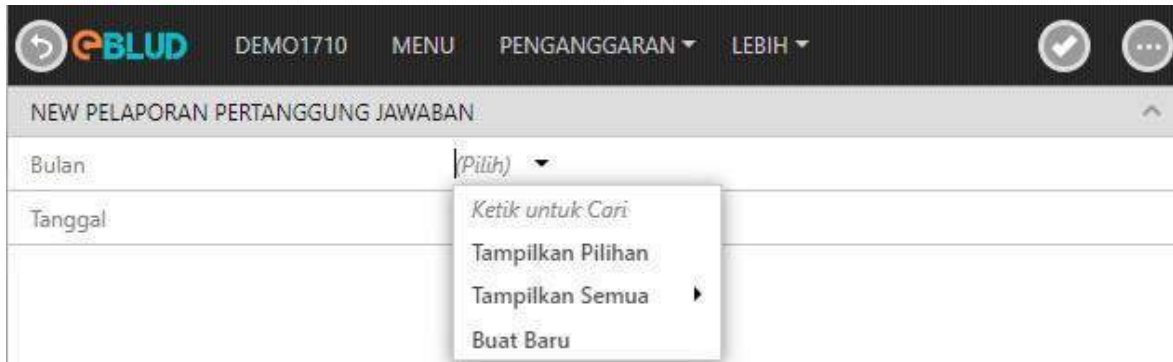 eBLUD DEMO1710 MENU PENGANGGARAN LEBIH
NEW PELAPORAN PERTANGGUNG JAWABAN
Bulan (Pilih)
Ketik untuk Cari
Tanggal
Tampilkan Pilihan
Tampilkan Semua
Buat Baru